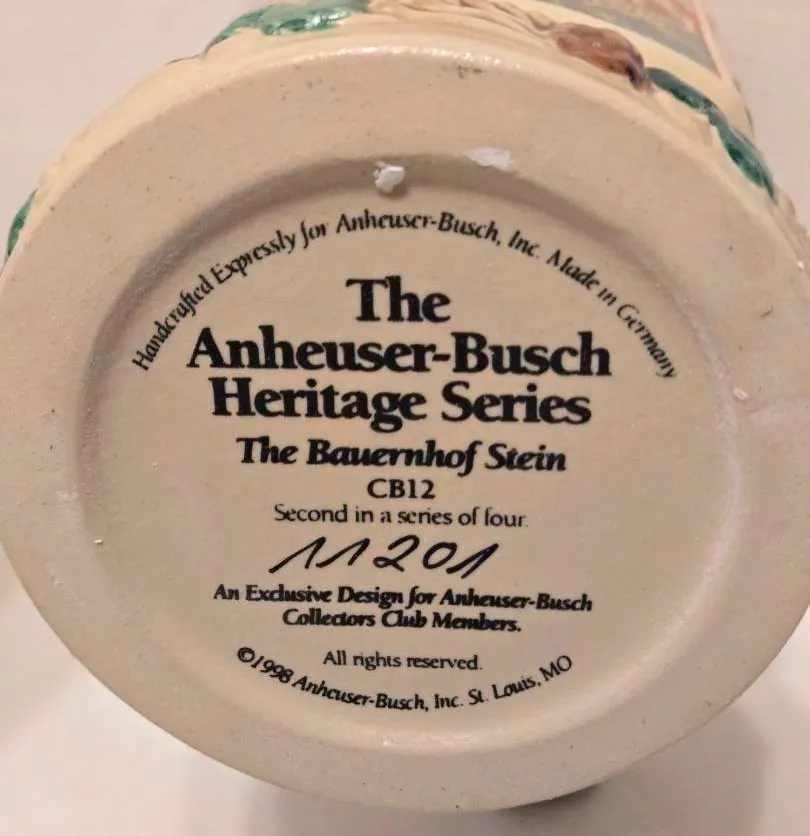 Handcrafted Expressly for Anheuser-Busch, Inc. Made in Germany
The
Anheuser-Busch
Heritage Series
The Bauernhof Stein
CB12
Second in a series of four.
11201
An Exclusive Design for Anheuser-Busch
Collectors Club Members.
All rights reserved.
©1998 Anheuser-Busch, Inc. St. Louis, MO